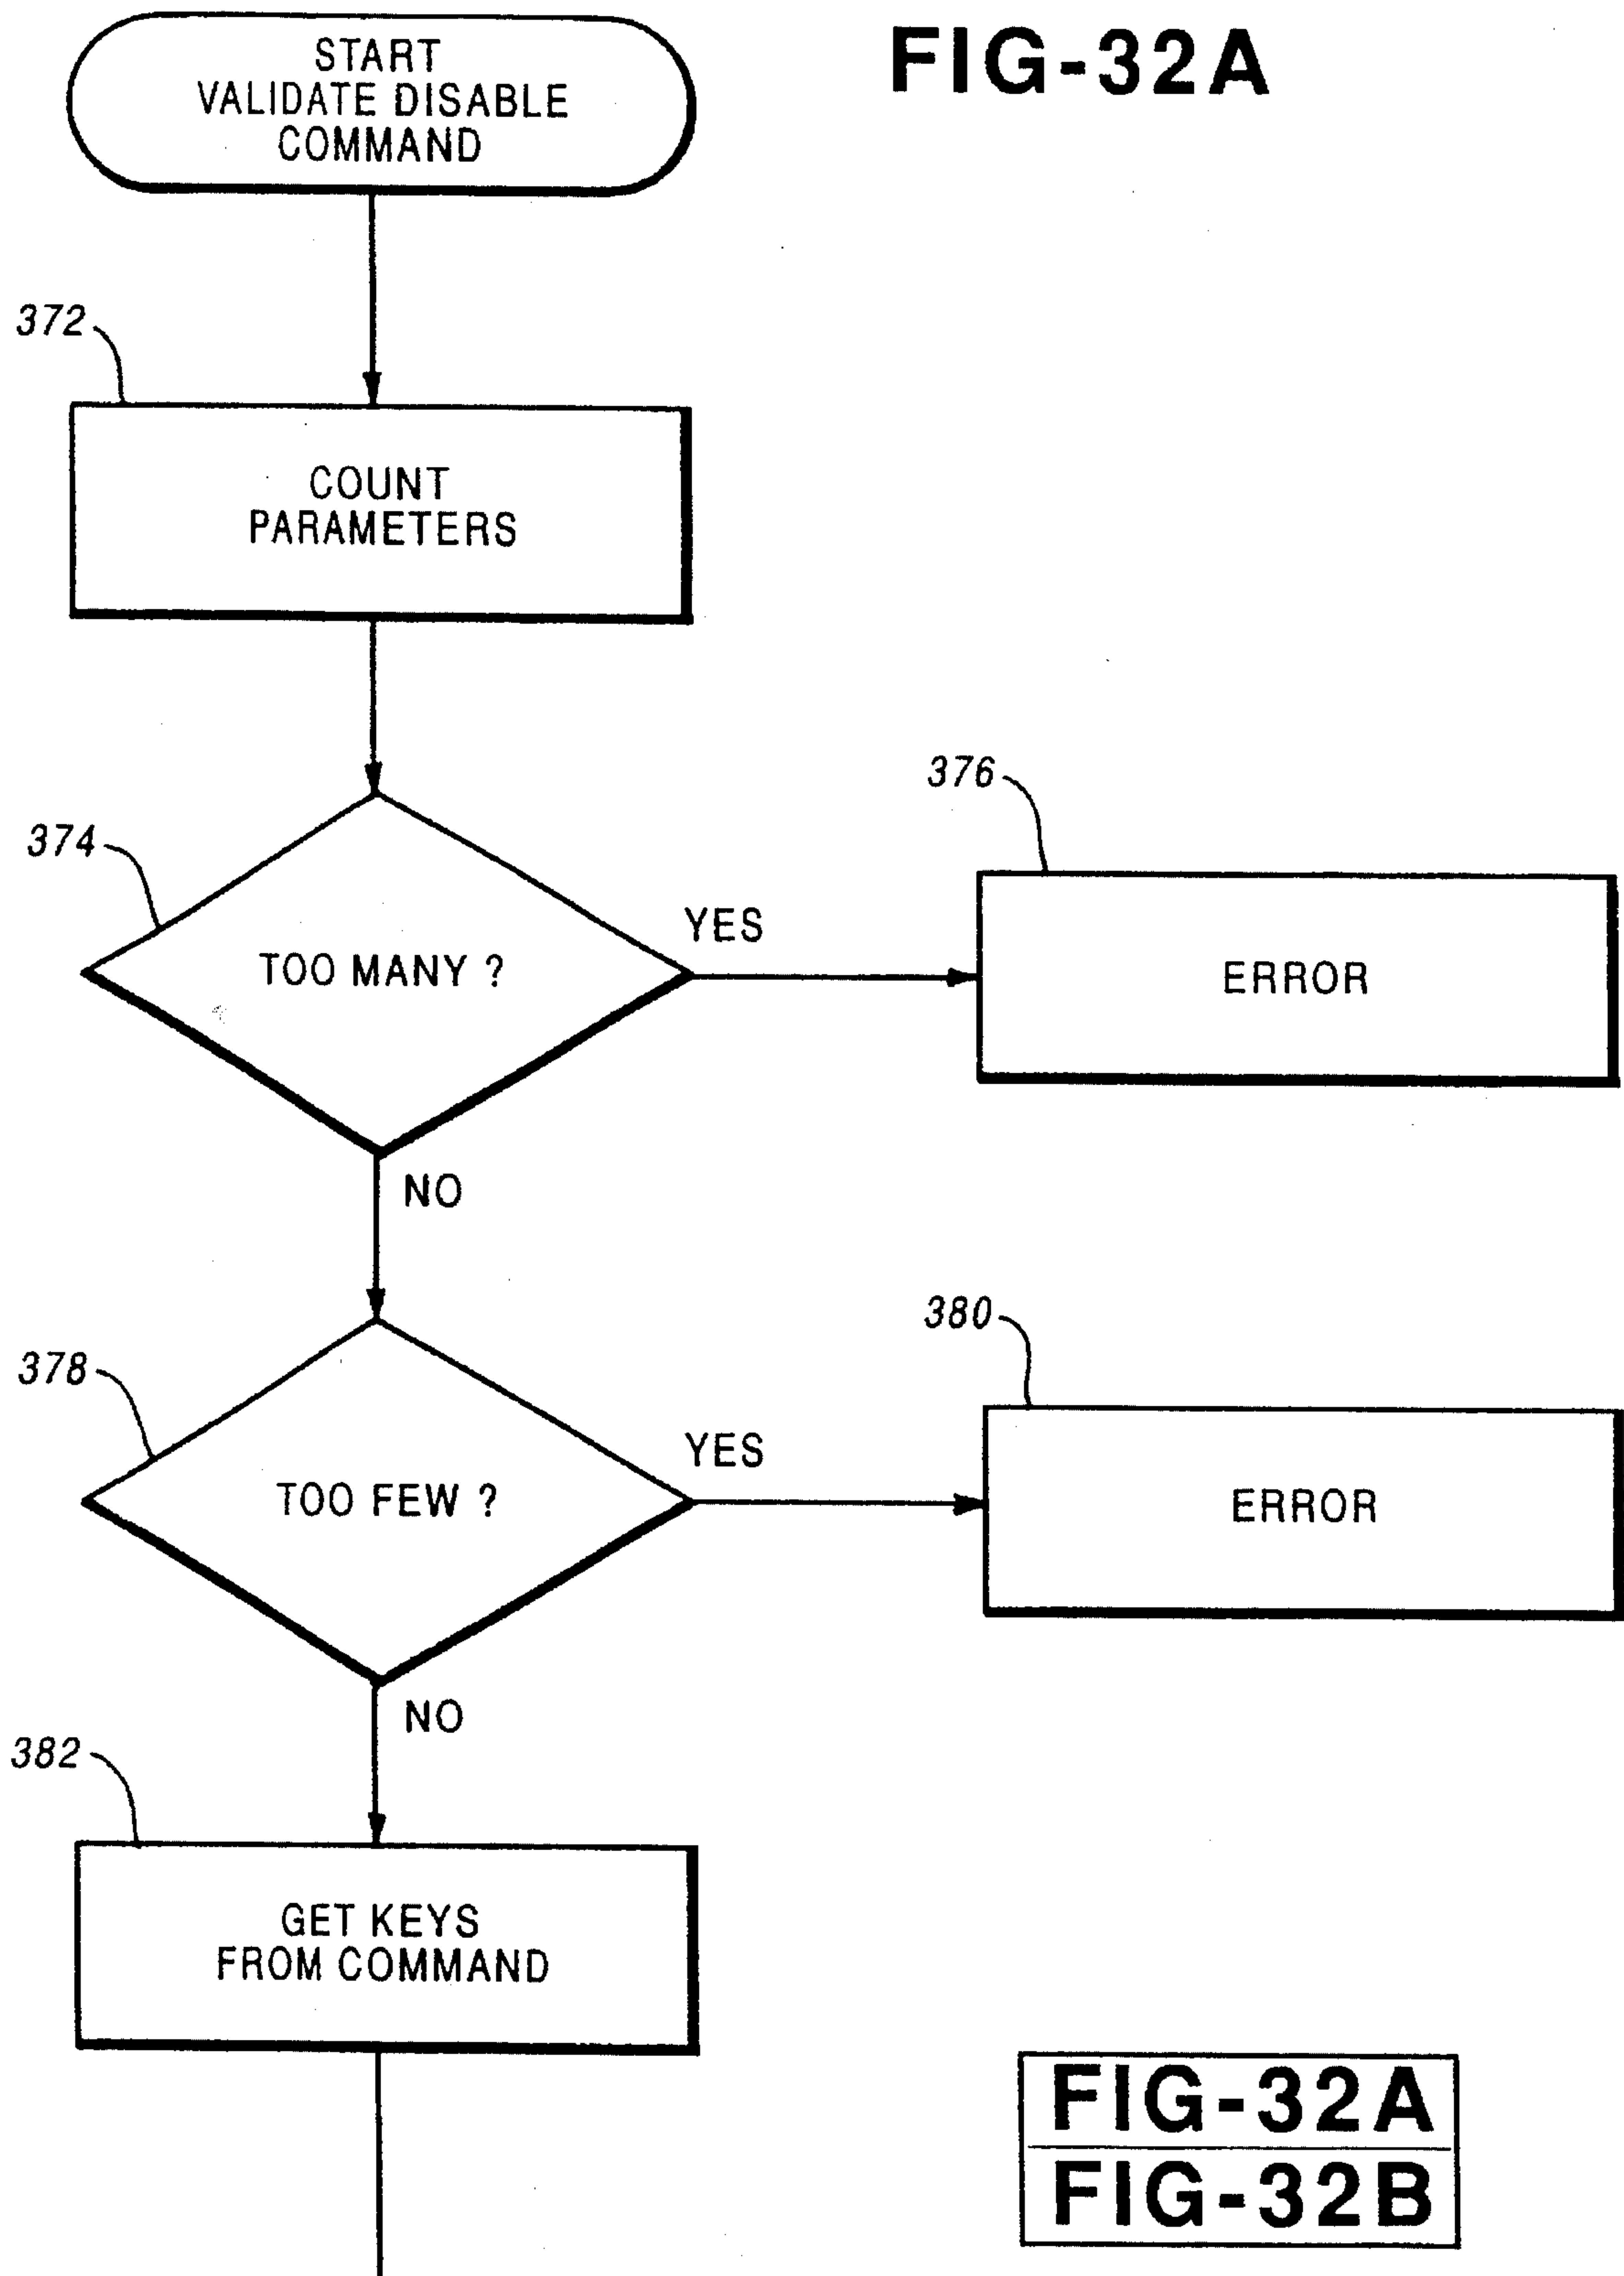 FIG-32A
START
VALIDATE DISABLE
COMMAND
372
COUNT
PARAMETERS
374
TOO MANY ?
YES
376
ERROR
NO
378
TOO FEW ?
YES
380
ERROR
NO
382
GET KEYS
FROM COMMAND
FIG-32A
FIG-32B